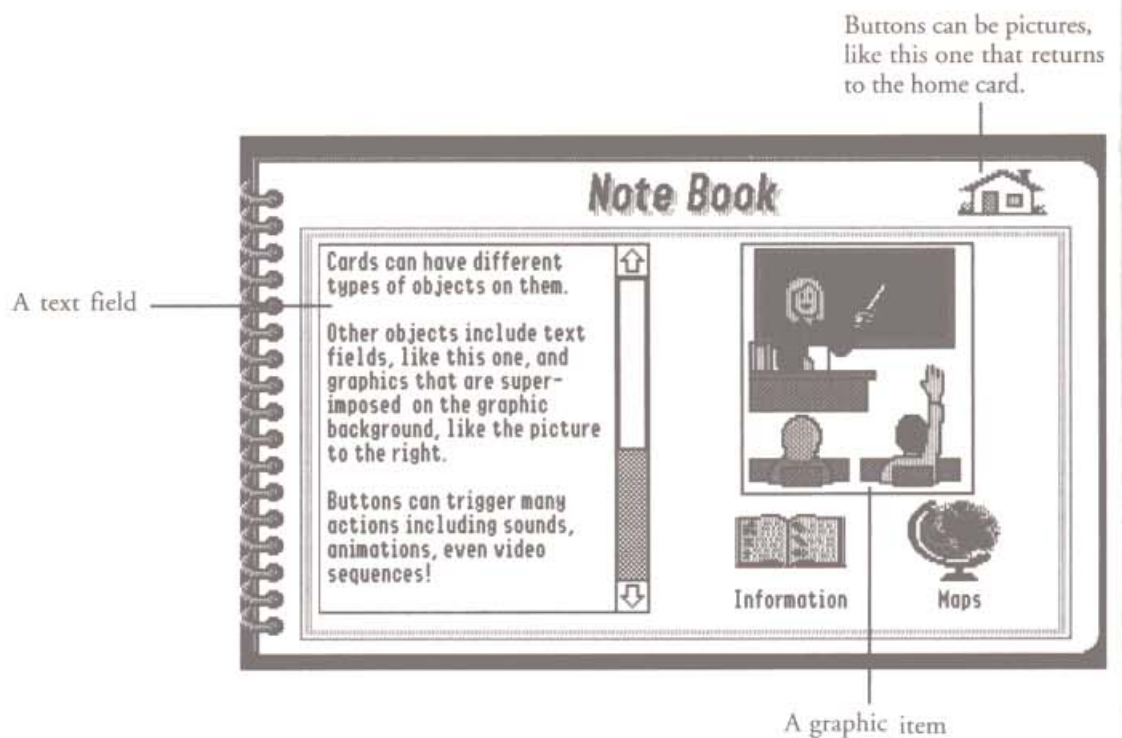 Buttons can be pictures,
like this one that returns
to the home card.
Note Book
A text field
Cards can have different
types of objects on them.
Other objects include text
fields, like this one, and
graphics that are super-
imposed on the graphic
background, like the picture
to the right.
Buttons can trigger many
actions including sounds,
animations, even video
sequences!
Information
Maps
A graphic item